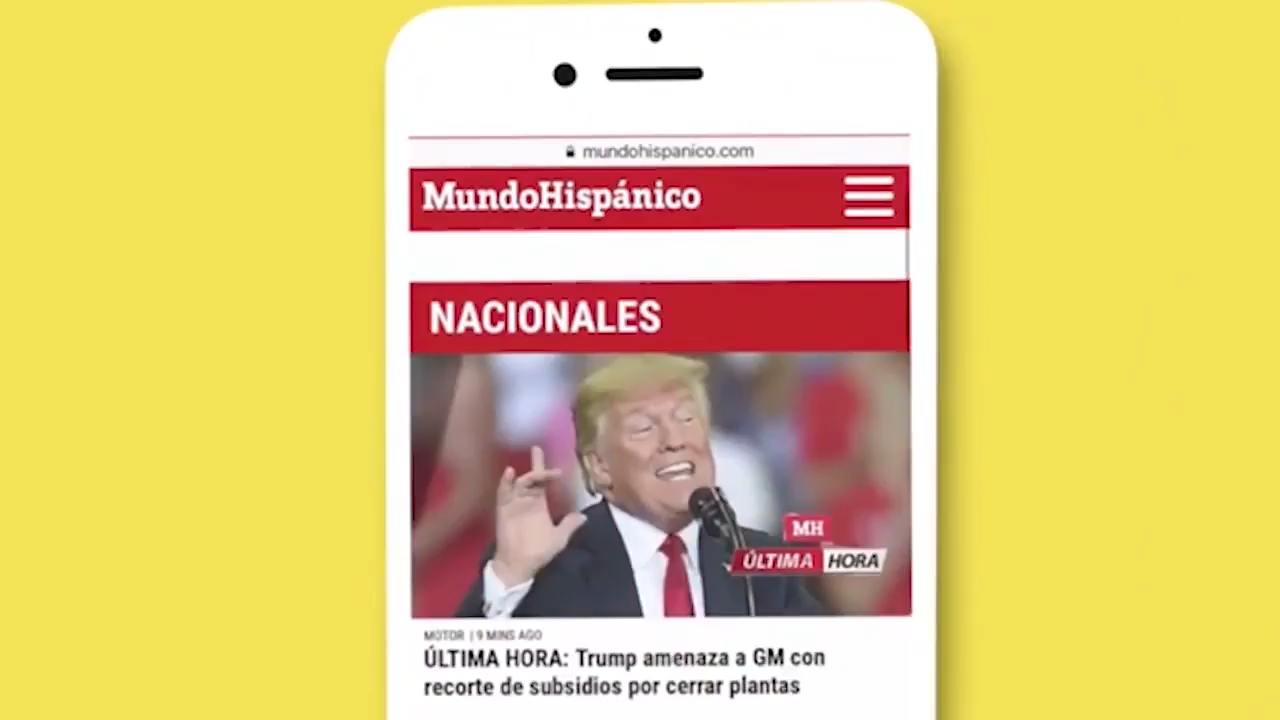 mundohispanico.com
MundoHispánico
NACIONALES
MH
ÚLTIMA HORA
MOTOR | 9 MINS AGO
ÚLTIMA HORA: Trump amenaza a GM con
recorte de subsidios por cerrar plantas